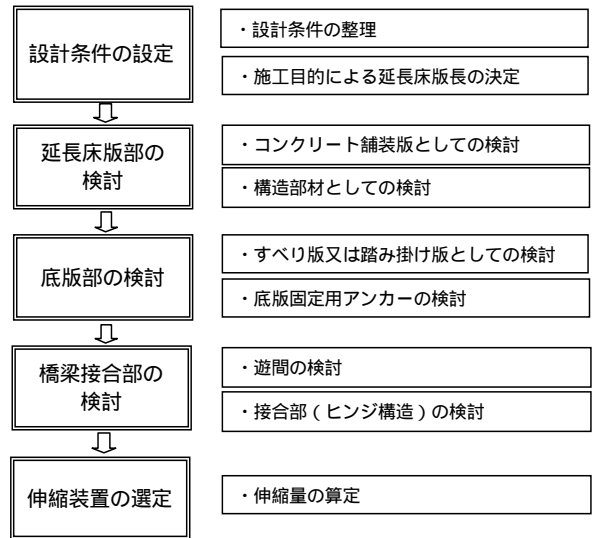 設計条件の設定
・設計条件の整理
・施工目的による延長床版長の決定
延長床版部の
検討
・コンクリート舗装版としての検討
・構造部材としての検討
底版部の検討
・すべり版又は踏み掛け版としての検討
・底版固定用アンカーの検討
橋梁接合部の
検討
・遊間の検討
・接合部（ヒンジ構造）の検討
伸縮装置の選定
・伸縮量の算定